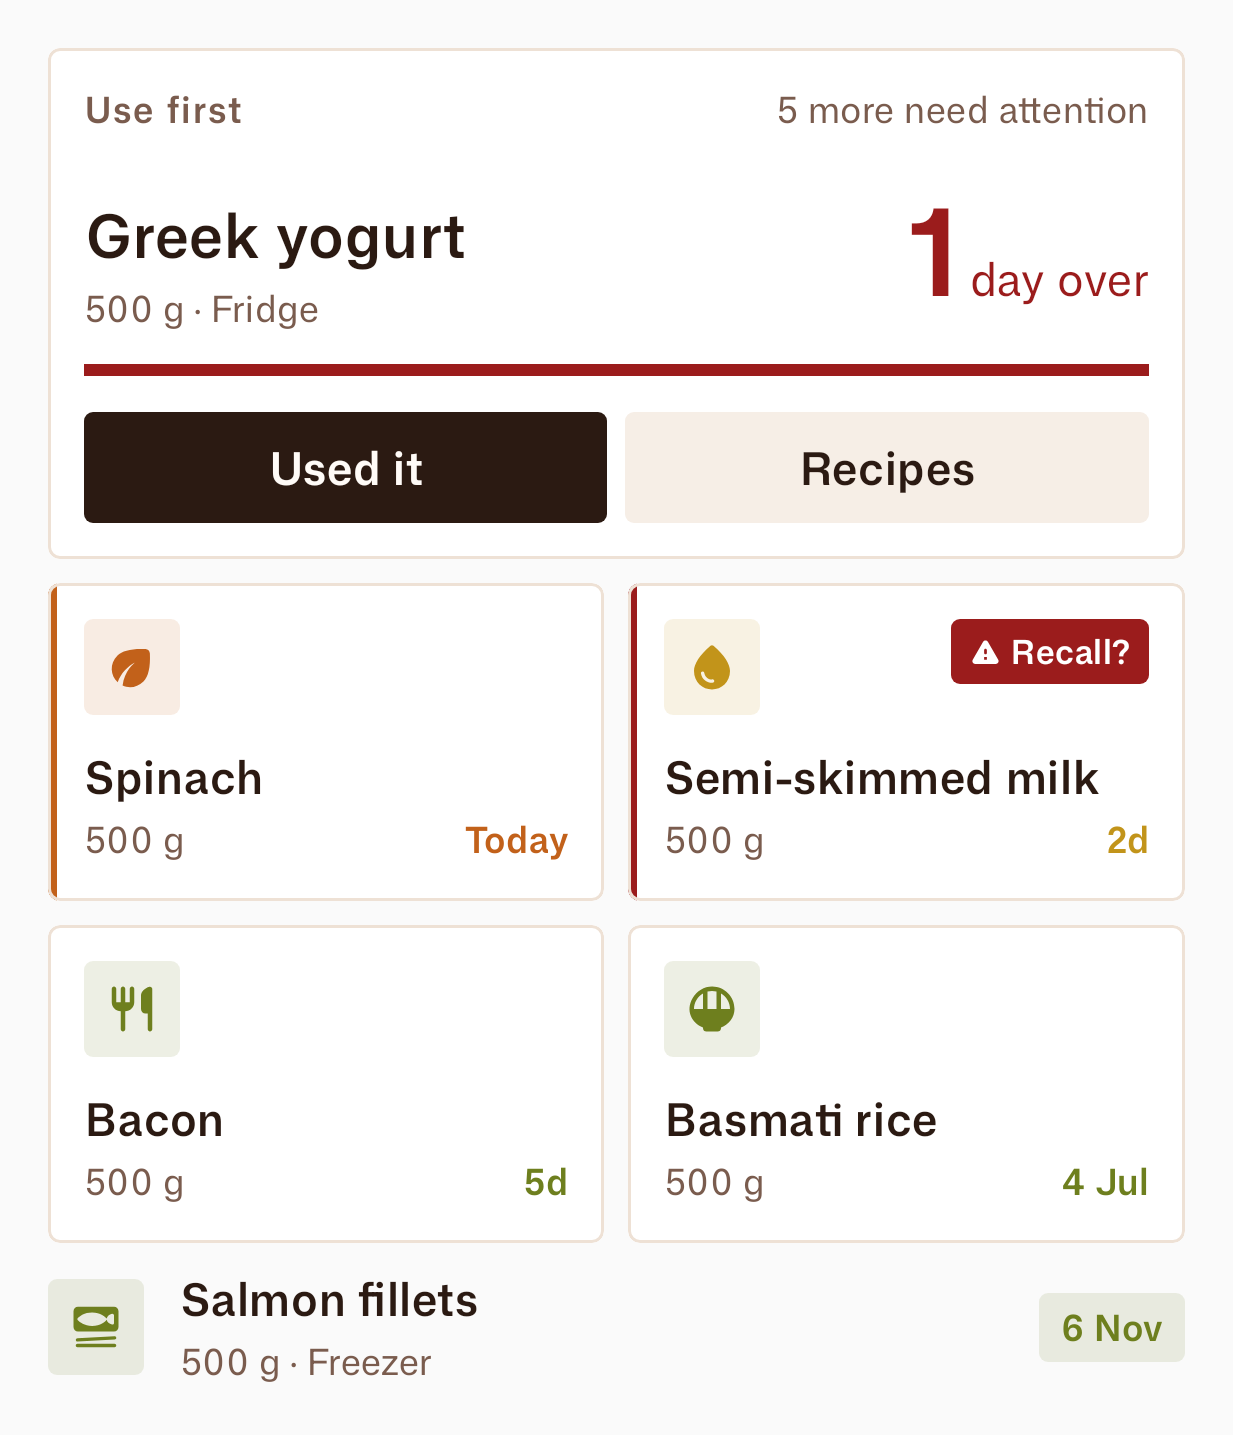 Use first
5 more need attention
Greek yogurt
1 day over
500 g · Fridge
Used it
Recipes
Spinach
500 g
Today
Recall?
Semi-skimmed milk
500 g
2d
Bacon
500 g
5d
Basmati rice
500 g
4 Jul
Salmon fillets
500 g · Freezer
6 Nov